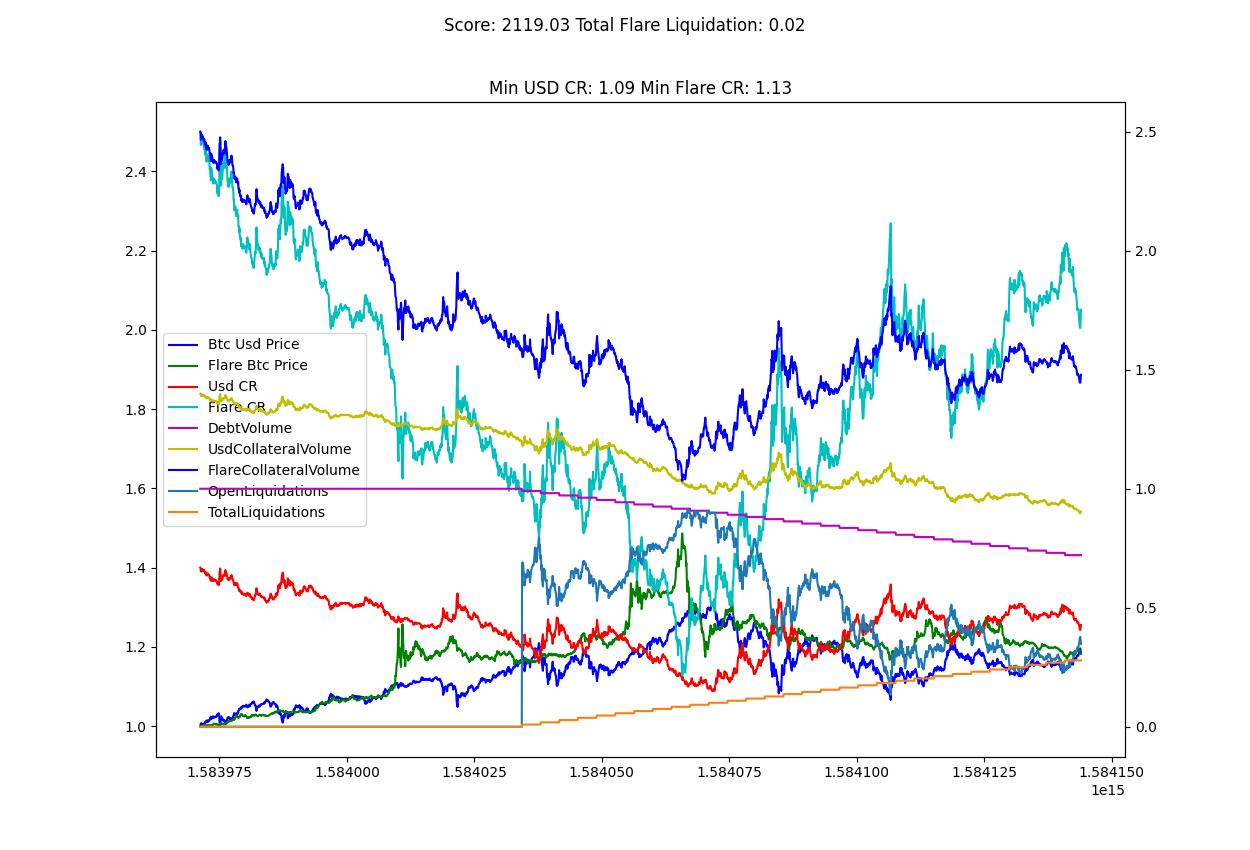 Score: 2119.03 Total Flare Liquidation: 0.02
Min USD CR: 1.09 Min Flare CR: 1.13
2.4
2.2
2.0
1.8
1.6
1.4
1.2
1.0
2.5
2.0
1.5
1.0
0.5
0.0
Btc Usd Price
Flare Btc Price
Usd CR
Flare CR
DebtVolume
UsdCollateralVolume
FlareCollateralVolume
OpenLiquidations
TotalLiquidations
1.583975 1.584000 1.584025 1.584050 1.584075 1.584100 1.584125 1.584150
1e15